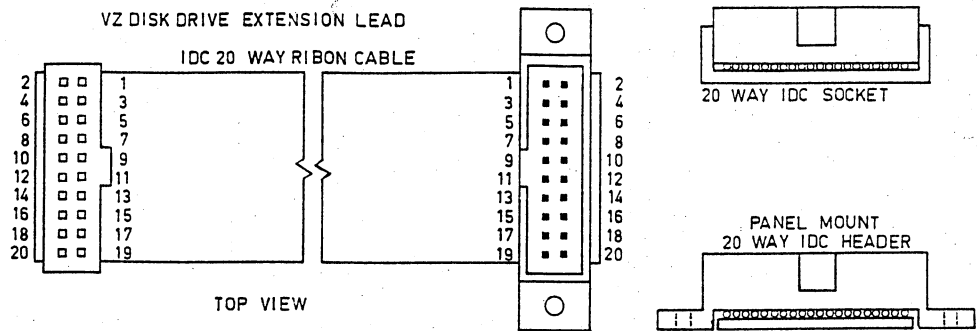 VZ DISK DRIVE EXTENSION LEAD
IDC 20 WAY RIBON CABLE
2 1 1 2
4 3 3 4
6 5 5 6
8 7 7 8
10 9 9 10
12 11 11 12
14 13 13 14
16 15 15 16
18 17 17 18
20 19 19 20
TOP VIEW
20 WAY IDC SOCKET
PANEL MOUNT
20 WAY IDC HEADER